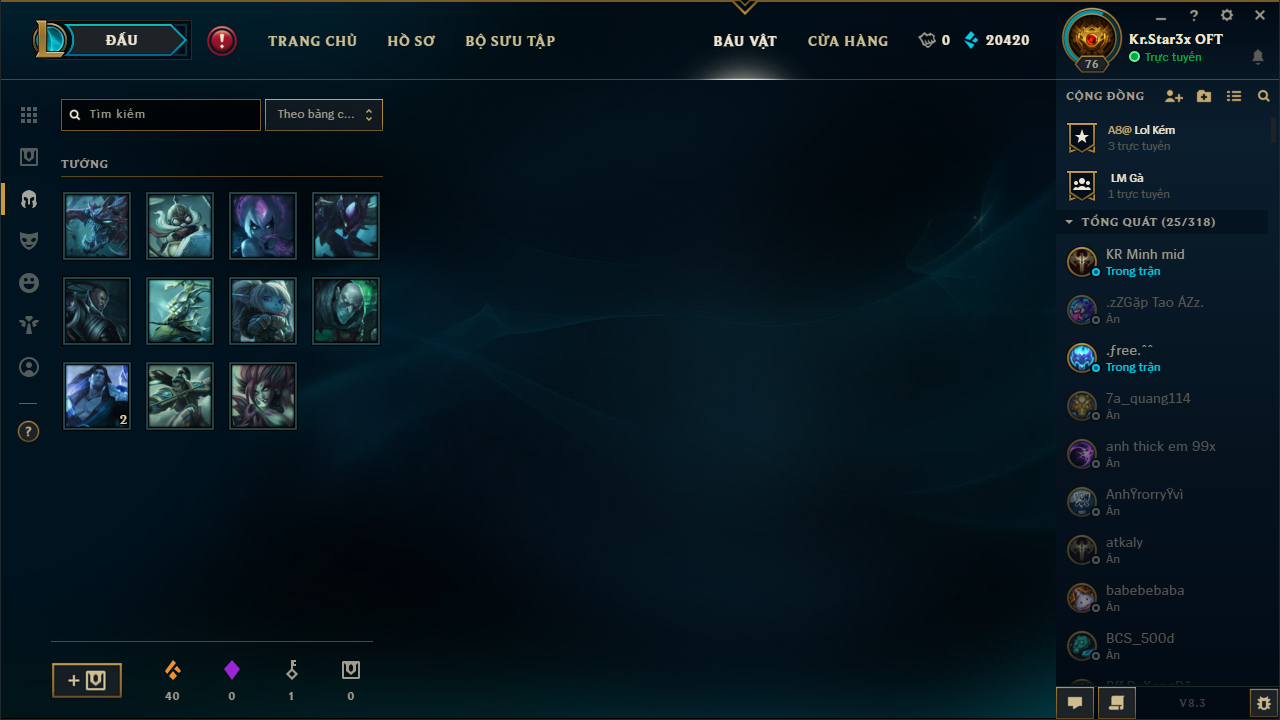 ĐẤU
TRANG CHỦ
HỒ SƠ
BỘ SƯU TẬP
BÁU VẬT
CỬA HÀNG
0
20420
76
Kr.Star3x OFT
Trực tuyến
Tìm kiếm
Theo bảng c...
TƯỚNG
2
?
40
0
1
0
CỘNG ĐỒNG
A8@ Lol Kém
3 trực tuyến
LM Gà
1 trực tuyến
TỔNG QUÁT (25/318)
KR Minh mid
Trong trận
.zZGặp Tao ÁZz.
Ẩn
.ƒree.ˆˆ
Trong trận
7a_quang114
Ẩn
anh thick em 99x
Ẩn
AnhŸrorryŸvì
Ẩn
atkaly
Ẩn
babebebaba
Ẩn
BCS_500d
Ẩn
V8.3